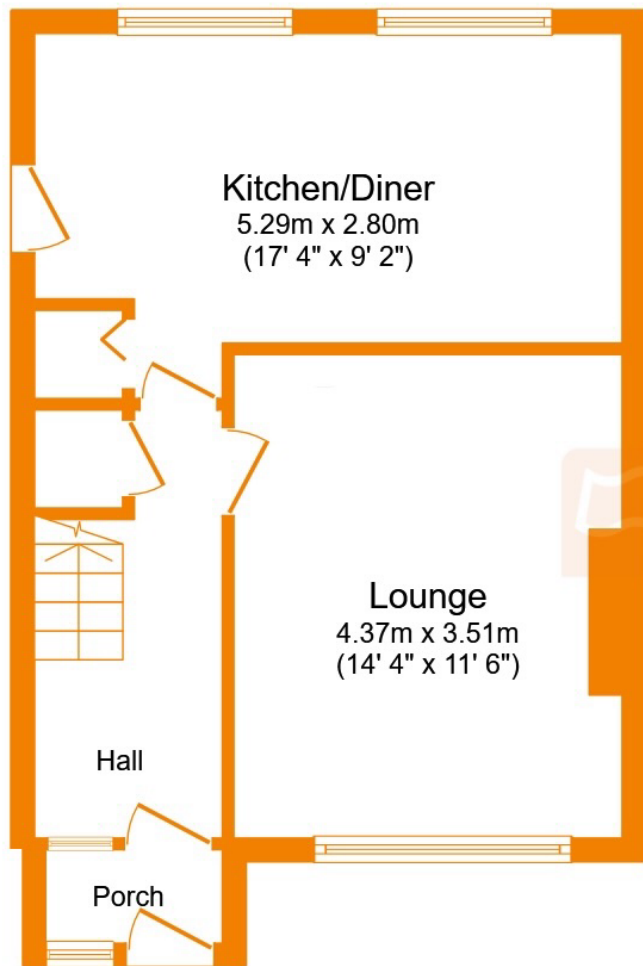 Kitchen/Diner
5.29m x 2.80m
(17' 4" x 9' 2")
Lounge
4.37m x 3.51m
(14' 4" x 11' 6")
Hall
Porch